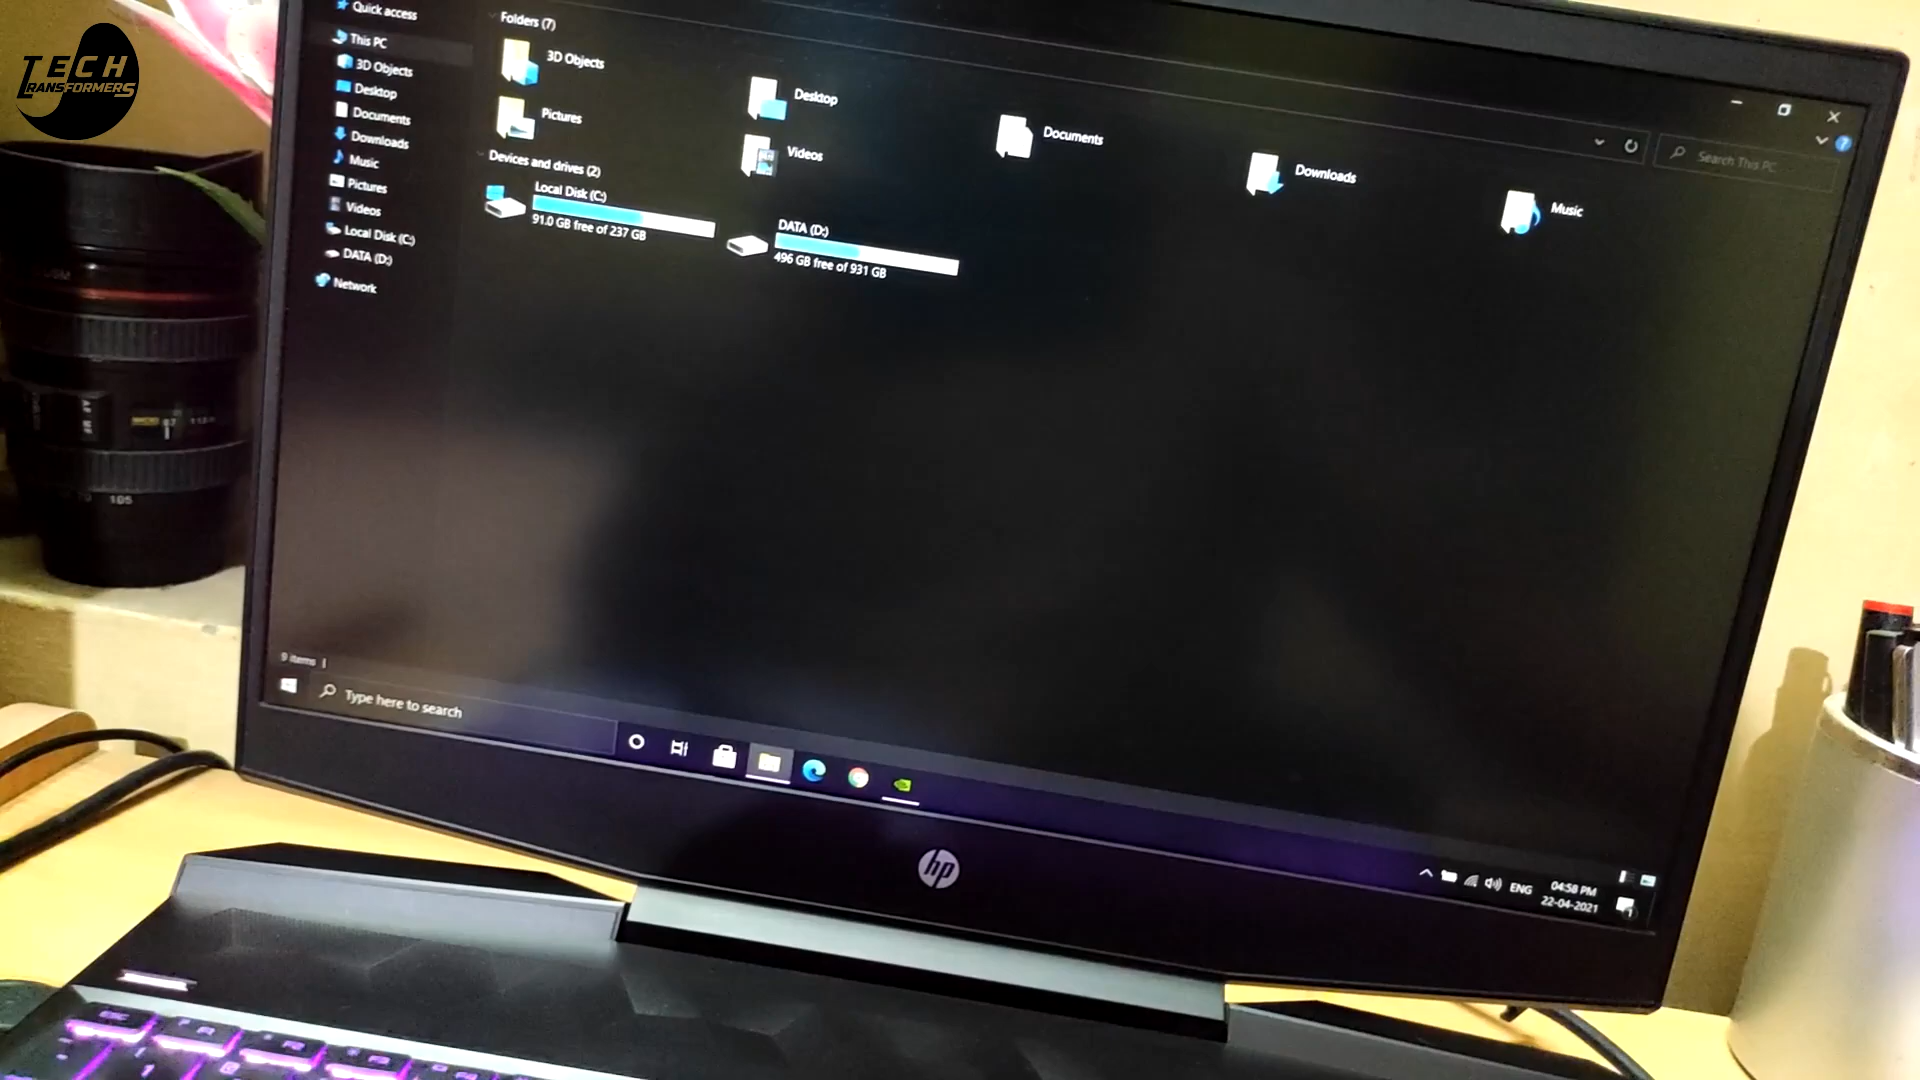 TECH
TRANSFORMERS
Quick access
This PC
3D Objects
Desktop
Documents
Downloads
Music
Pictures
Videos
Local Disk (C:)
DATA (D:)
Network
Folders (7)
3D Objects
Desktop
Documents
Downloads
Music
Pictures
Videos
Devices and drives (2)
Local Disk (C:)
91.0 GB free of 237 GB
DATA (D:)
496 GB free of 931 GB
Search This PC
9 items
Type here to search
ENG
04:58 PM
22-04-2021
1
hp
105
ESC